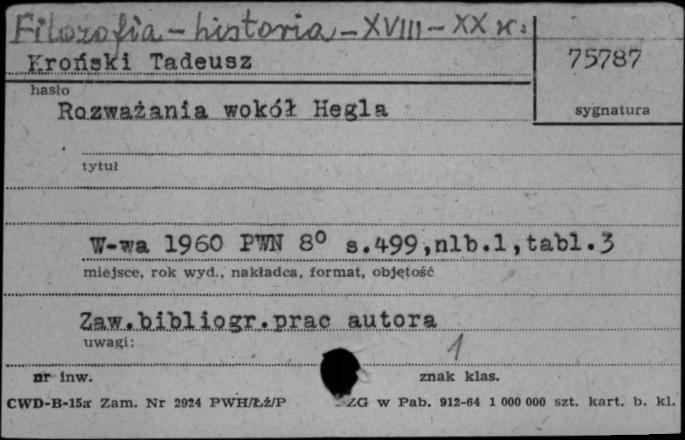 Filozofia - historia - XVIII - XX w.
Kroński Tadeusz
75787
hasło
Rozważania wokół Hegla
sygnatura
tytuł
W-wa 1960 PWN 8° s.499,nlb.1,tabl.3
miejsce, rok wyd., nakładca, format, objętość
Zaw.bibliogr.prac autora
uwagi:
1
nr inw.
znak klas.
CWD-B-15a Zam. Nr 2924 PWH/Łź/P ZG w Pab. 912-64 1 000 000 szt. kart. b. kl.